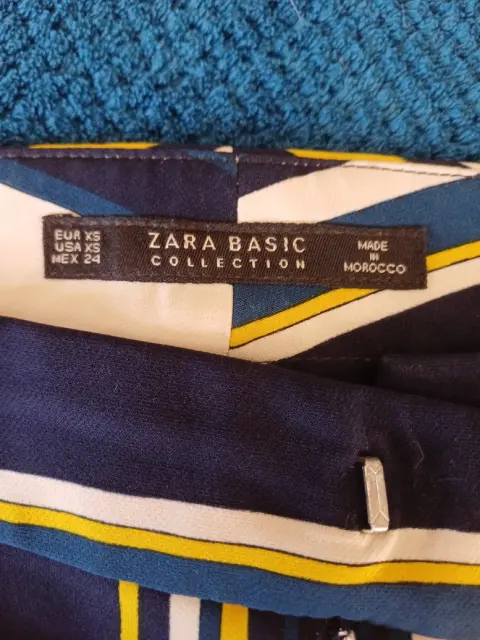 EUR XS
USA XS
MEX 24
ZARA BASIC
COLLECTION
MADE
IN
MOROCCO